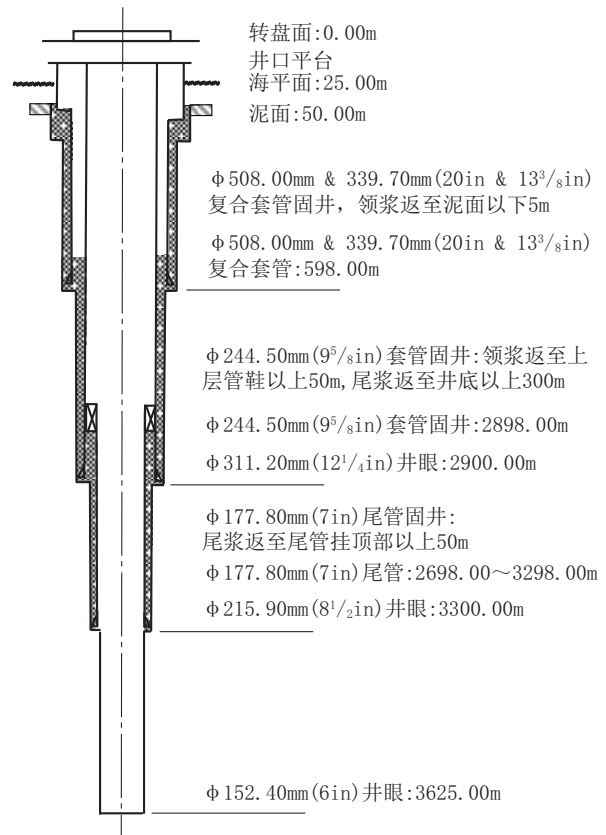 转盘面:0.00m
井口平台
海平面:25.00m
泥面:50.00m
φ508.00mm & 339.70mm(20in & 13³/₈in)
复合套管固井，领浆返至泥面以下5m
φ508.00mm & 339.70mm(20in & 13³/₈in)
复合套管:598.00m
φ244.50mm(9⁵/₈in)套管固井:领浆返至上
层管鞋以上50m,尾浆返至井底以上300m
φ244.50mm(9⁵/₈in)套管固井:2898.00m
φ311.20mm(12¹/₄in)井眼:2900.00m
φ177.80mm(7in)尾管固井:
尾浆返至尾管挂顶部以上50m
φ177.80mm(7in)尾管:2698.00～3298.00m
φ215.90mm(8¹/₂in)井眼:3300.00m
φ152.40mm(6in)井眼:3625.00m